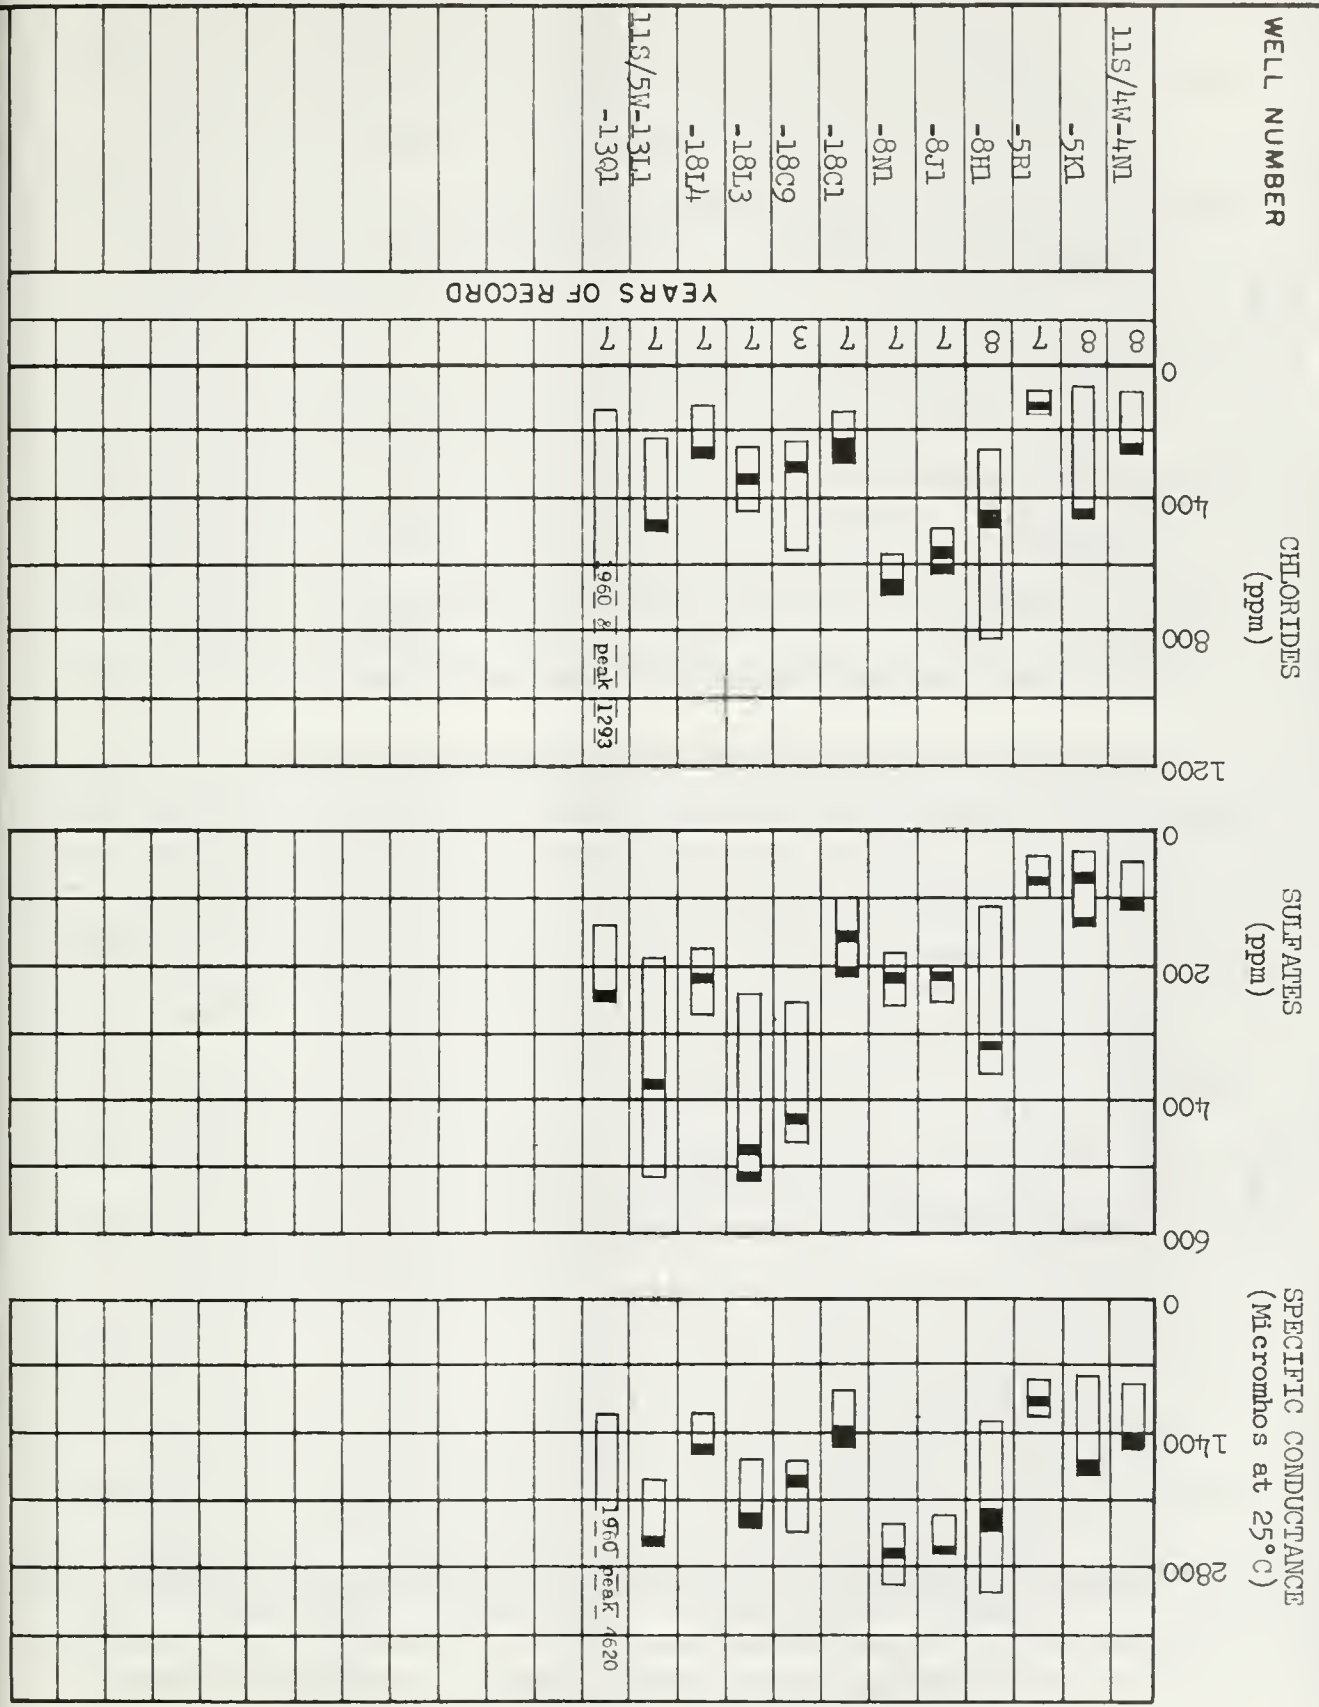 WELL NUMBER
11S/4W-4N1
-5K1
-5R1
-8H1
-8J1
-8N1
-18C1
-18C9
-18L3
-18L4
11S/5W-13L1
-13Q1
YEARS OF RECORD
8
8
7
8
7
7
7
3
7
7
7
7
CHLORIDES
(ppm)
0
400
800
1200
1960 & peak 1293
SULFATES
(ppm)
0
200
400
600
SPECIFIC CONDUCTANCE
(Micromhos at 25°C)
0
1400
2800
1960 peak 4620